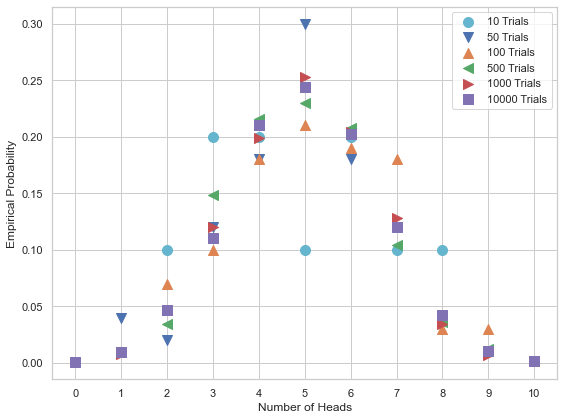 0.30
0.25
0.20
0.15
0.10
0.05
0.00
Empirical Probability
10 Trials
50 Trials
100 Trials
500 Trials
1000 Trials
10000 Trials
0 1 2 3 4 5 6 7 8 9 10
Number of Heads